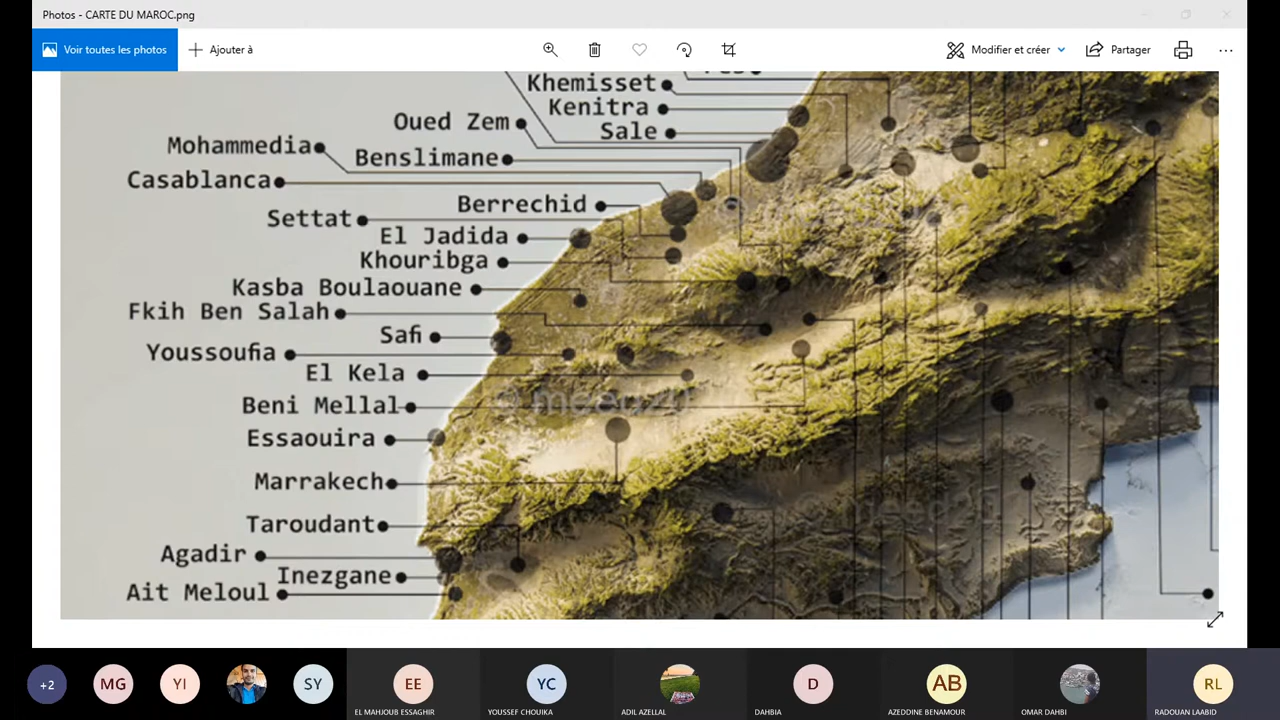 Photos - CARTE DU MAROC.png
Voir toutes les photos
Ajouter à
Modifier et créer
Partager
Khemisset
Kenitra
Sale
Oued Zem
Mohammedia
Benslimane
Casablanca
Berrechid
Settat
El Jadida
Khouribga
Kasba Boulaouane
Fkih Ben Salah
Safi
Youssoufia
El Kela
Beni Mellal
Essaouira
Marrakech
Taroudant
Agadir
Inezgane
Ait Meloul
+2
MG
YI
SY
EE
YC
D
AB
RL
EL MAHJOUB ESSAGHIR
YOUSSEF CHOUIKA
ADIL AZELLAL
DAHBIA
AZEDDINE BENAMOUR
OMAR DAHBI
RADOUAN LAABID